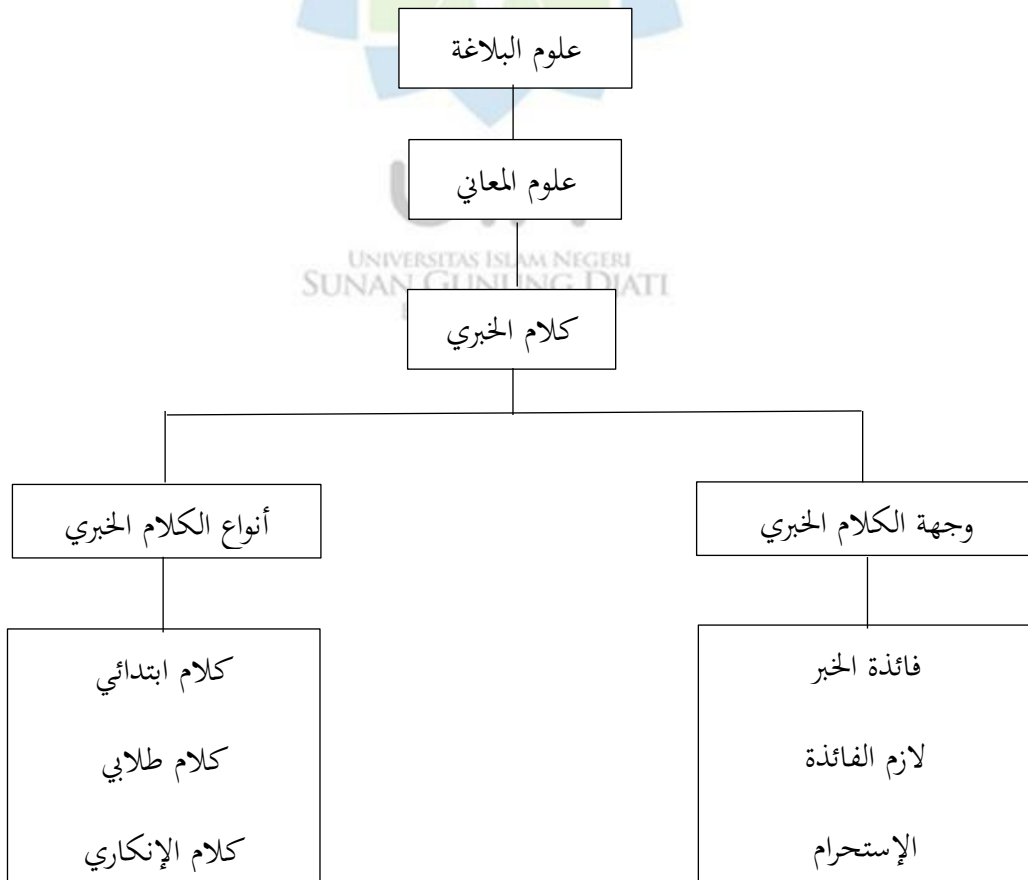 علوم البلاغة
علوم المعاني
UNIVERSITAS ISLAM NEGERI
SUNAN GUNUNG DJATI
كلام الخبري
وجهة الكلام الخبري
أنواع الكلام الخبري
فائذة الخبر
لازم الفائذة
الإستحرام
كلام ابتدائي
كلام طلابي
كلام الإنكاري